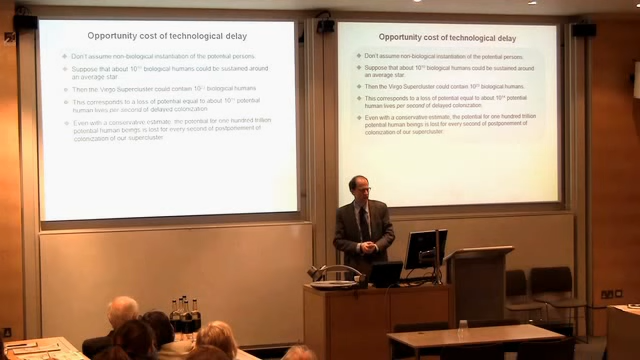 Opportunity cost of technological delay
Don't assume non-biological instantiation of the potential persons.
Suppose that about 10 biological humans could be sustained around
an average star
Then the Virgo Supercluster could contain 10 biological humans
This corresponds to a loss of potential equal to about 10 potential
human lives per second of delayed colonization.
Even with a conservative estimate, the potential for one hundred trillion
potential human beings is lost for every second of postponement of
colonization of our supercluster.
Opportunity cost of technological delay
Don't assume non-biological instantiation of the potential persons.
Suppose that about 10 biological humans could be sustained around
an average star.
Then the Virgo Supercluster could contain 10 biological humans.
This corresponds to a loss of potential equal to about 10 potential
human lives per second of delayed colonization.
Even with a conservative estimate, the potential for one hundred trillion
potential human beings is lost for every second of postponement of
colonization of our supercluster.